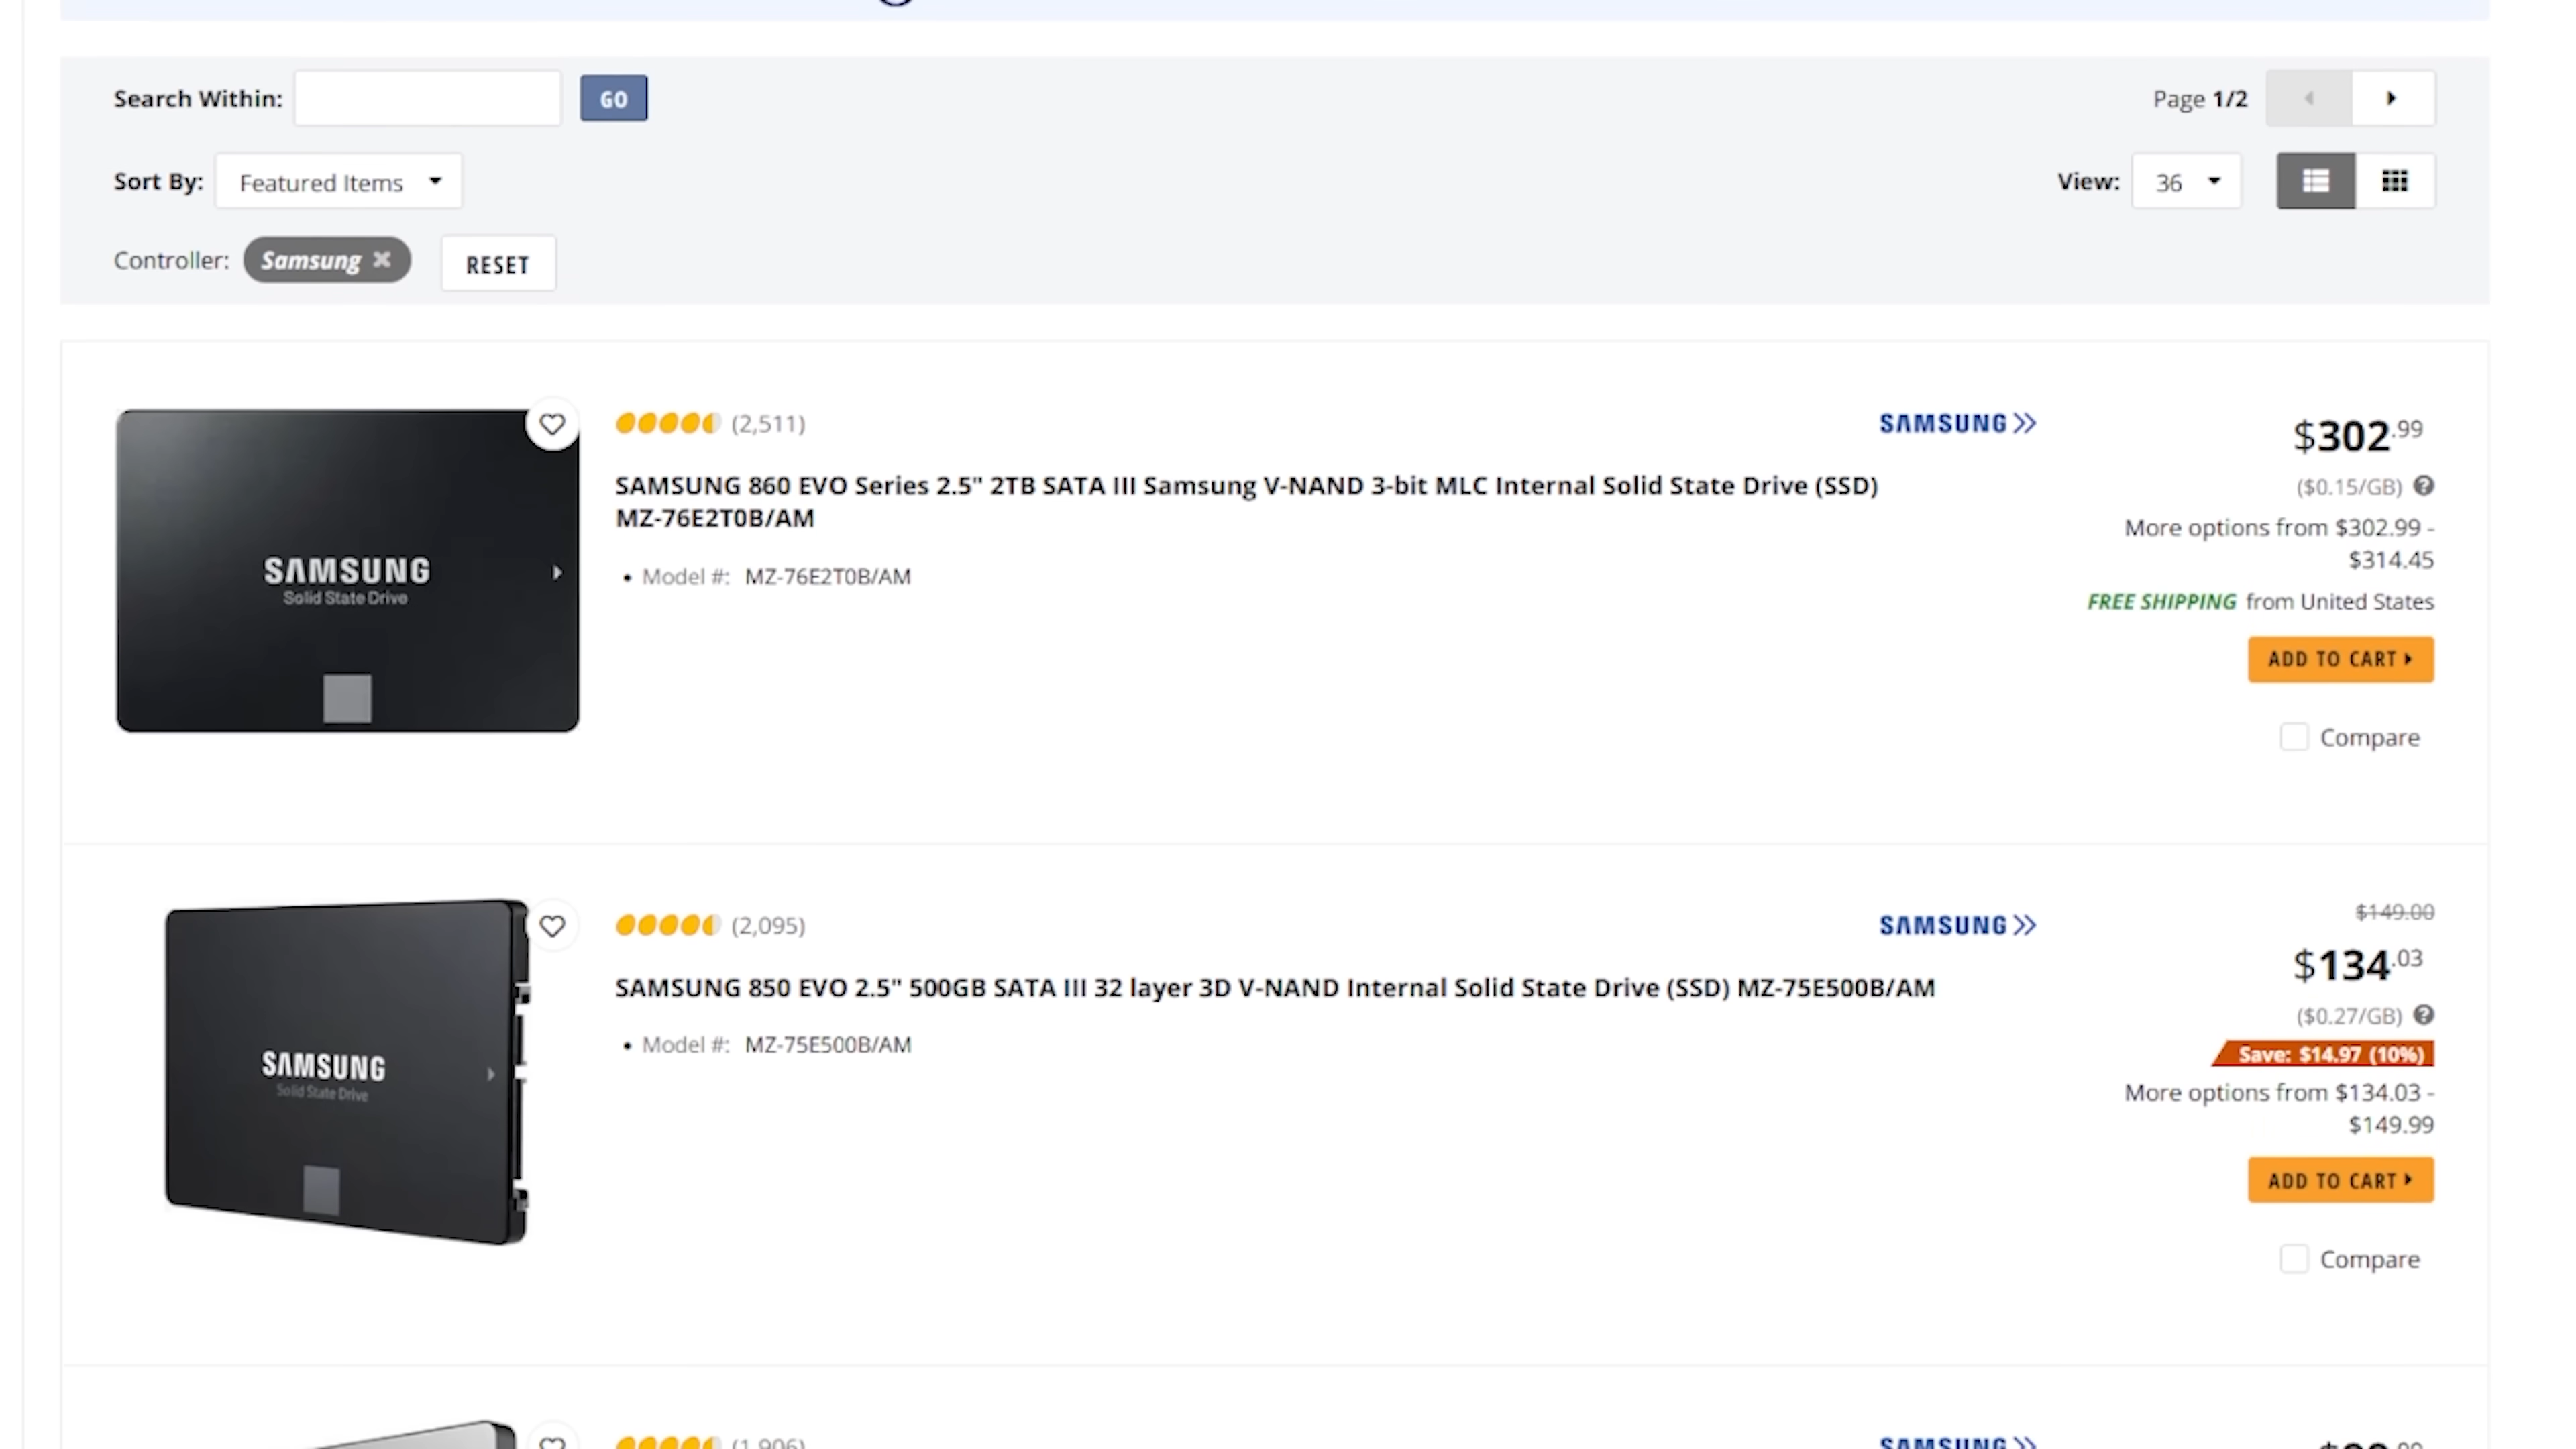 Search Within:
GO
Page 1/2
Sort By:
Featured Items
View:
36
Controller:
Samsung
RESET
SAMSUNG
Solid State Drive
(2,511)
SAMSUNG
SAMSUNG 860 EVO Series 2.5" 2TB SATA III Samsung V-NAND 3-bit MLC Internal Solid State Drive (SSD)
MZ-76E2T0B/AM
Model #: MZ-76E2T0B/AM
$302.99
($0.15/GB)
More options from $302.99 -
$314.45
FREE SHIPPING from United States
ADD TO CART
Compare
SAMSUNG
Solid State Drive
(2,095)
SAMSUNG
SAMSUNG 850 EVO 2.5" 500GB SATA III 32 layer 3D V-NAND Internal Solid State Drive (SSD) MZ-75E500B/AM
Model #: MZ-75E500B/AM
$149.00
$134.03
($0.27/GB)
Save: $14.97 (10%)
More options from $134.03 -
$149.99
ADD TO CART
Compare
(1,906)
SAMSUNG